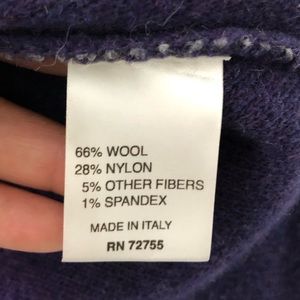 66% WOOL
28% NYLON
5% OTHER FIBERS
1% SPANDEX
MADE IN ITALY
RN 72755